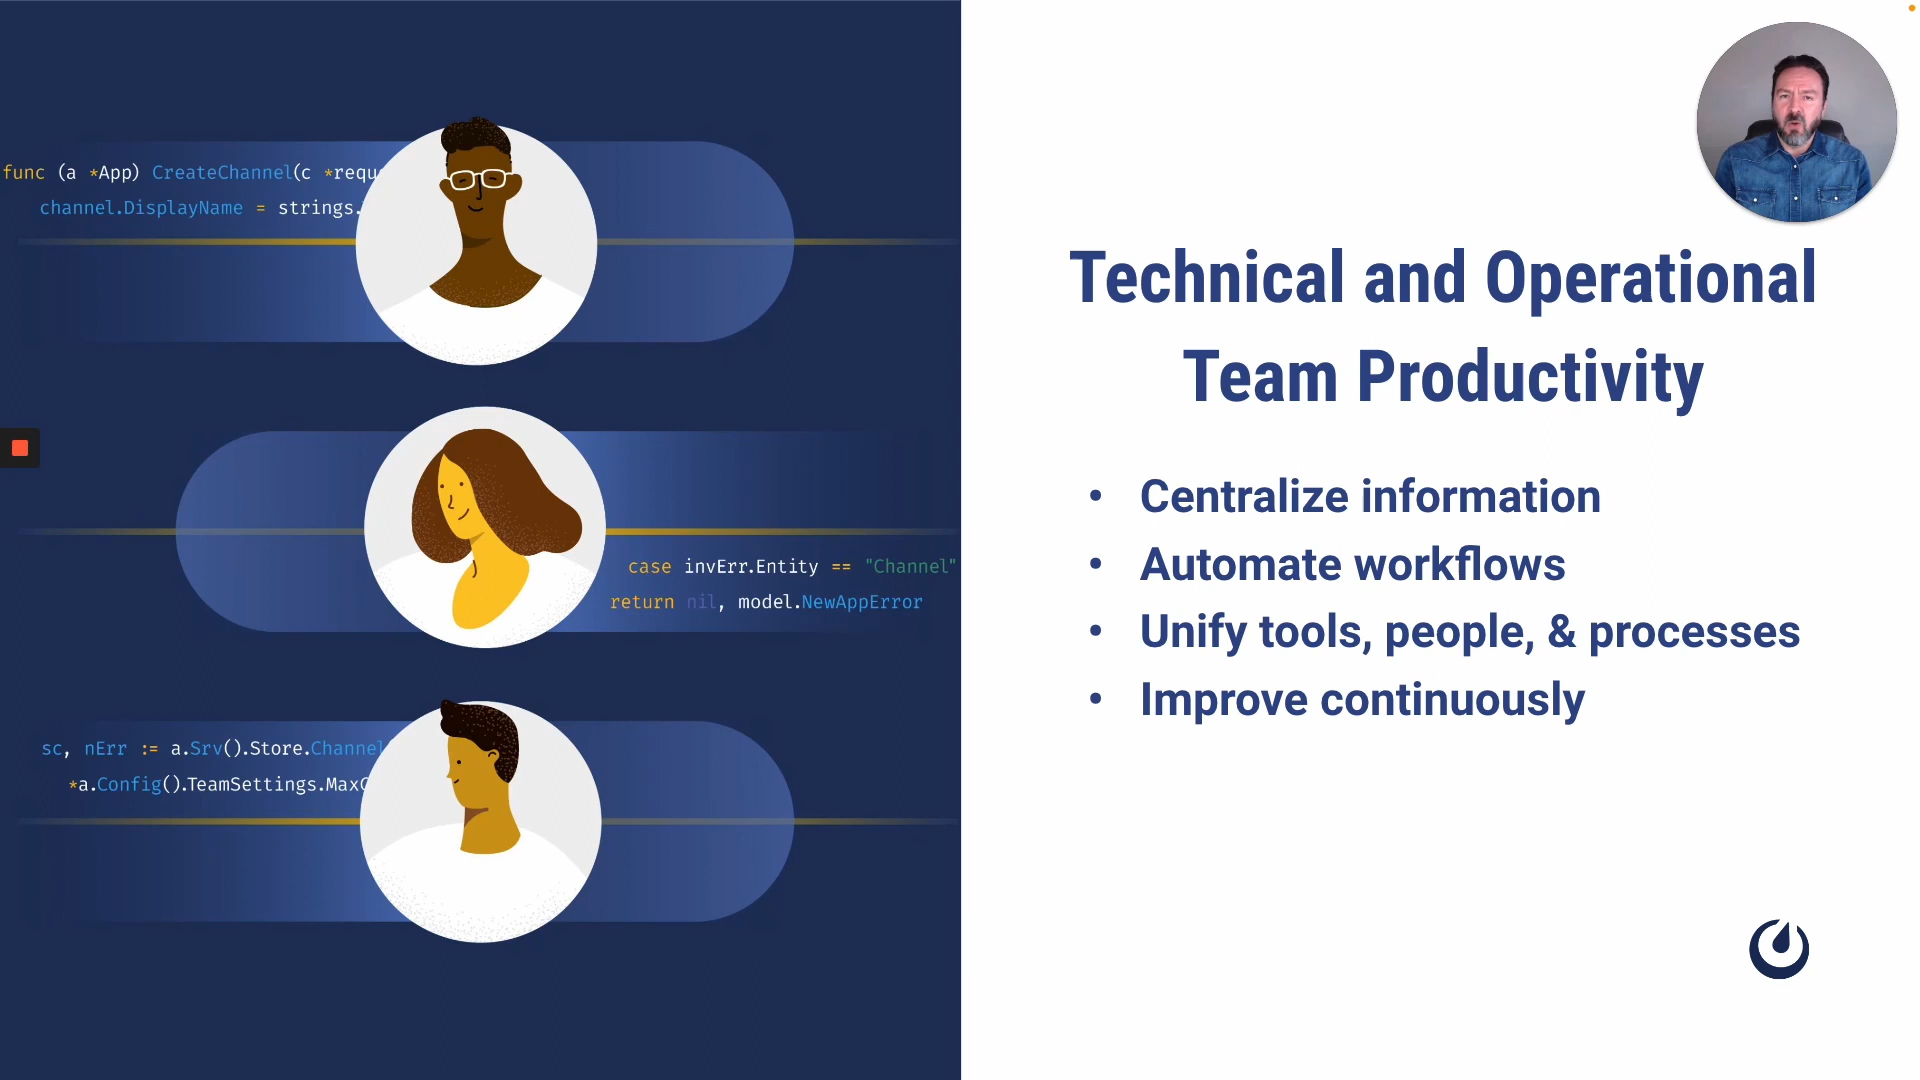 func (a *App) CreateChannel(c *requ
channel.DisplayName = strings.
case invErr.Entity == "Channel"
return nil, model.NewAppError
sc, nErr := a.Srv().Store.Channel
*a.Config().TeamSettings.Max
Technical and Operational
Team Productivity
• Centralize information
• Automate workflows
• Unify tools, people, & processes
• Improve continuously